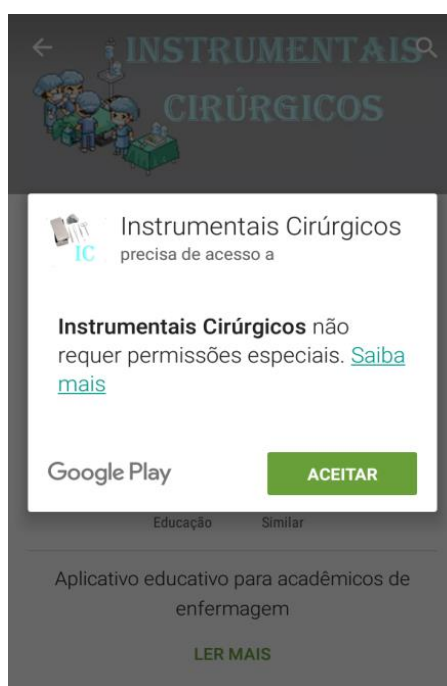 INSTRUMENTAIS
CIRÚRGICOS
IC
Instrumentais Cirúrgicos
precisa de acesso a
Instrumentais Cirúrgicos não
requer permissões especiais. Saiba
mais
Google Play
ACEITAR
Educação Similar
Aplicativo educativo para acadêmicos de
enfermagem
LER MAIS